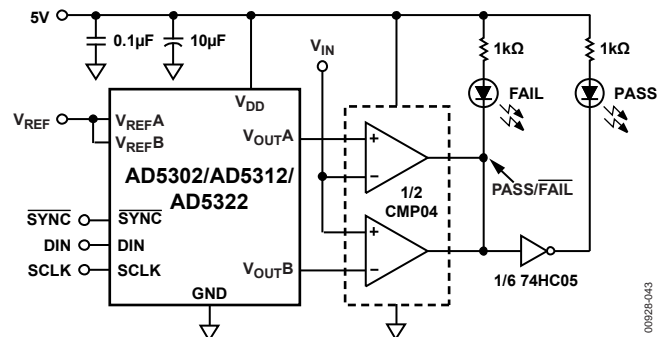 5V
0.1µF
10µF
VIN
1kΩ
1kΩ
FAIL
PASS
VDD
VREF
VREFA
VREFB
VOUTA
AD5302/AD5312/
AD5322
1/2
CMP04
PASS/FAIL
SYNC
SYNC
DIN
DIN
SCLK
SCLK
VOUTB
GND
1/6 74HC05
+
−
+
−
00928-043